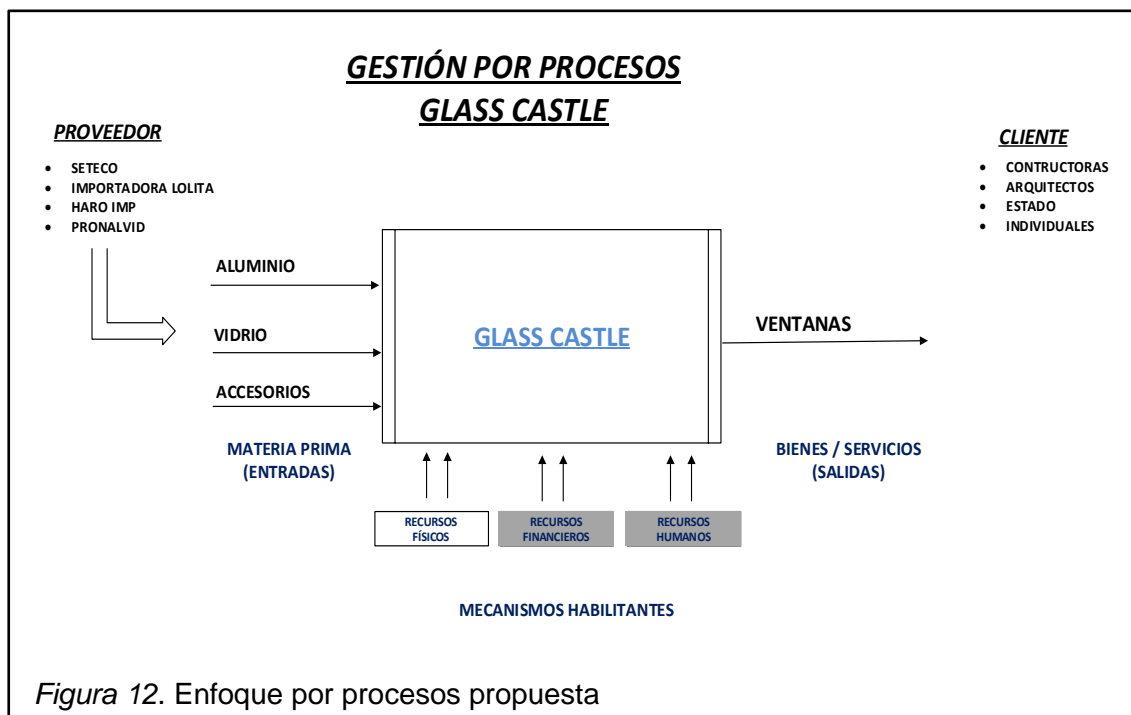 GESTIÓN POR PROCESOS
GLASS CASTLE
PROVEEDOR
• SETECO
• IMPORTADORA LOLITA
• HARO IMP
• PRONALVID
CLIENTE
• CONTRUCTORAS
• ARQUITECTOS
• ESTADO
• INDIVIDUALES
ALUMINIO
VIDRIO
ACCESORIOS
GLASS CASTLE
VENTANAS
MATERIA PRIMA
(ENTRADAS)
BIENES / SERVICIOS
(SALIDAS)
RECURSOS
FÍSICOS
RECURSOS
FINANCIEROS
RECURSOS
HUMANOS
MECANISMOS HABILITANTES
Figura 12. Enfoque por procesos propuesta